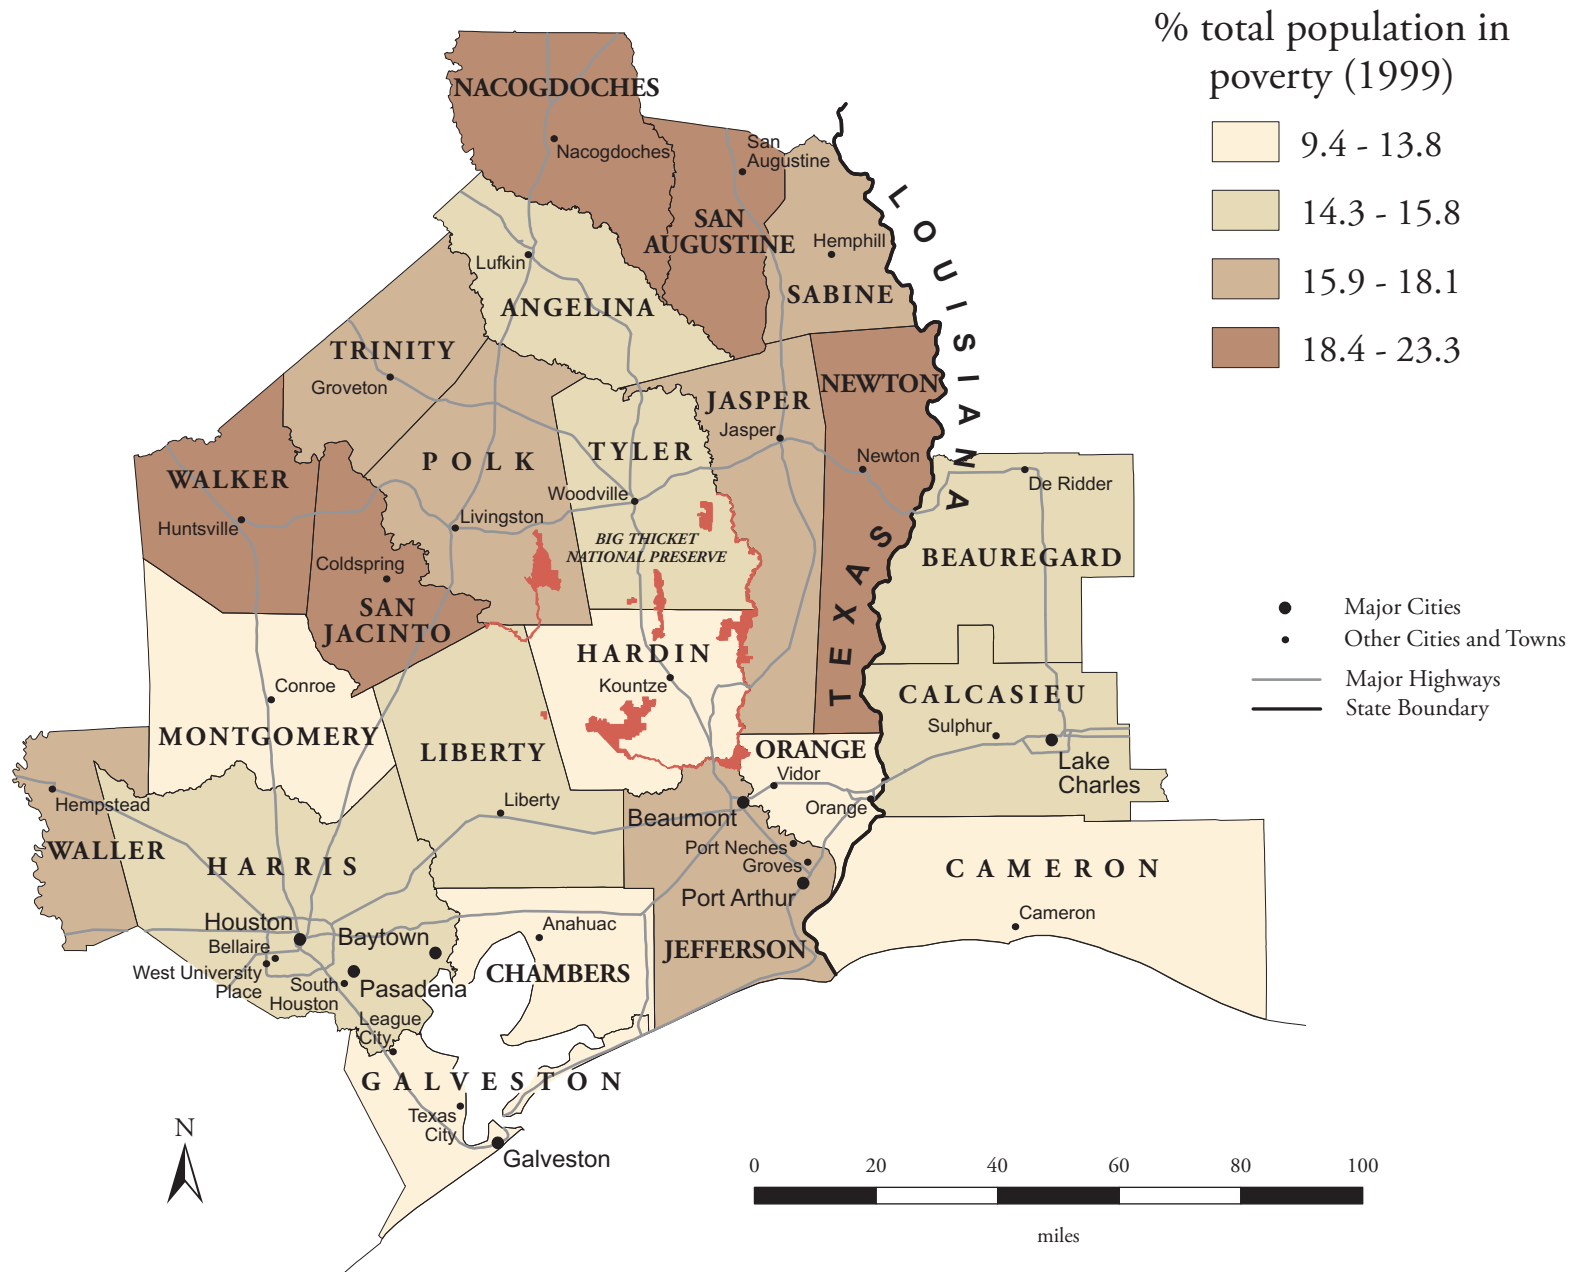 % total population in
poverty (1999)
9.4 - 13.8
14.3 - 15.8
15.9 - 18.1
18.4 - 23.3
NACOGDOCHES
Nacogdoches
San
Augustine
SAN
AUGUSTINE
Hemphill
SABINE
LOUISIANA
Lufkin
ANGELINA
TRINITY
Groveton
NEWTON
JASPER
Jasper
POLK
TYLER
Newton
WALKER
Huntsville
Woodville
Livingston
De Ridder
BIG THICKET
NATIONAL PRESERVE
BEAUREGARD
TEXAS
Coldspring
SAN
JACINTO
Major Cities
Other Cities and Towns
Major Highways
State Boundary
HARDIN
Kountze
Conroe
MONTGOMERY
CALCASIEU
Sulphur
Lake
Charles
LIBERTY
Liberty
ORANGE
Vidor
Orange
Hempstead
WALLER
HARRIS
Beaumont
Port Neches
Groves
Port Arthur
CAMERON
Cameron
Houston
Bellaire
West University
Place
Baytown
South
Houston
Pasadena
Anahuac
CHAMBERS
JEFFERSON
League
City
GALVESTON
Texas
City
Galveston
N
0 20 40 60 80 100
miles